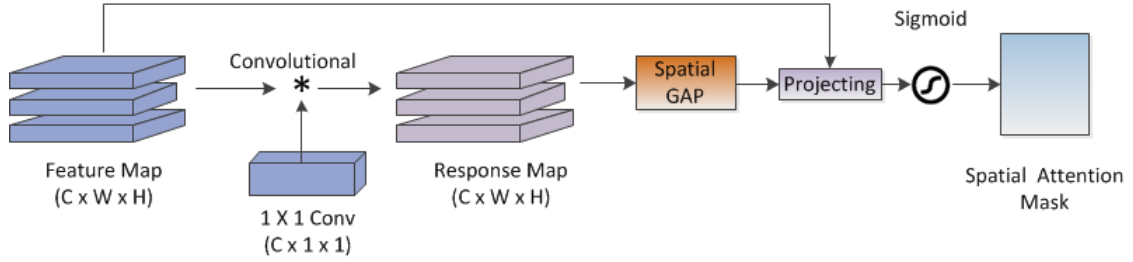 Sigmoid
Convolutional
*
Spatial
GAP
Projecting
Feature Map
(C x W x H)
1 X 1 Conv
(C x 1 x 1)
Response Map
(C x W x H)
Spatial Attention
Mask